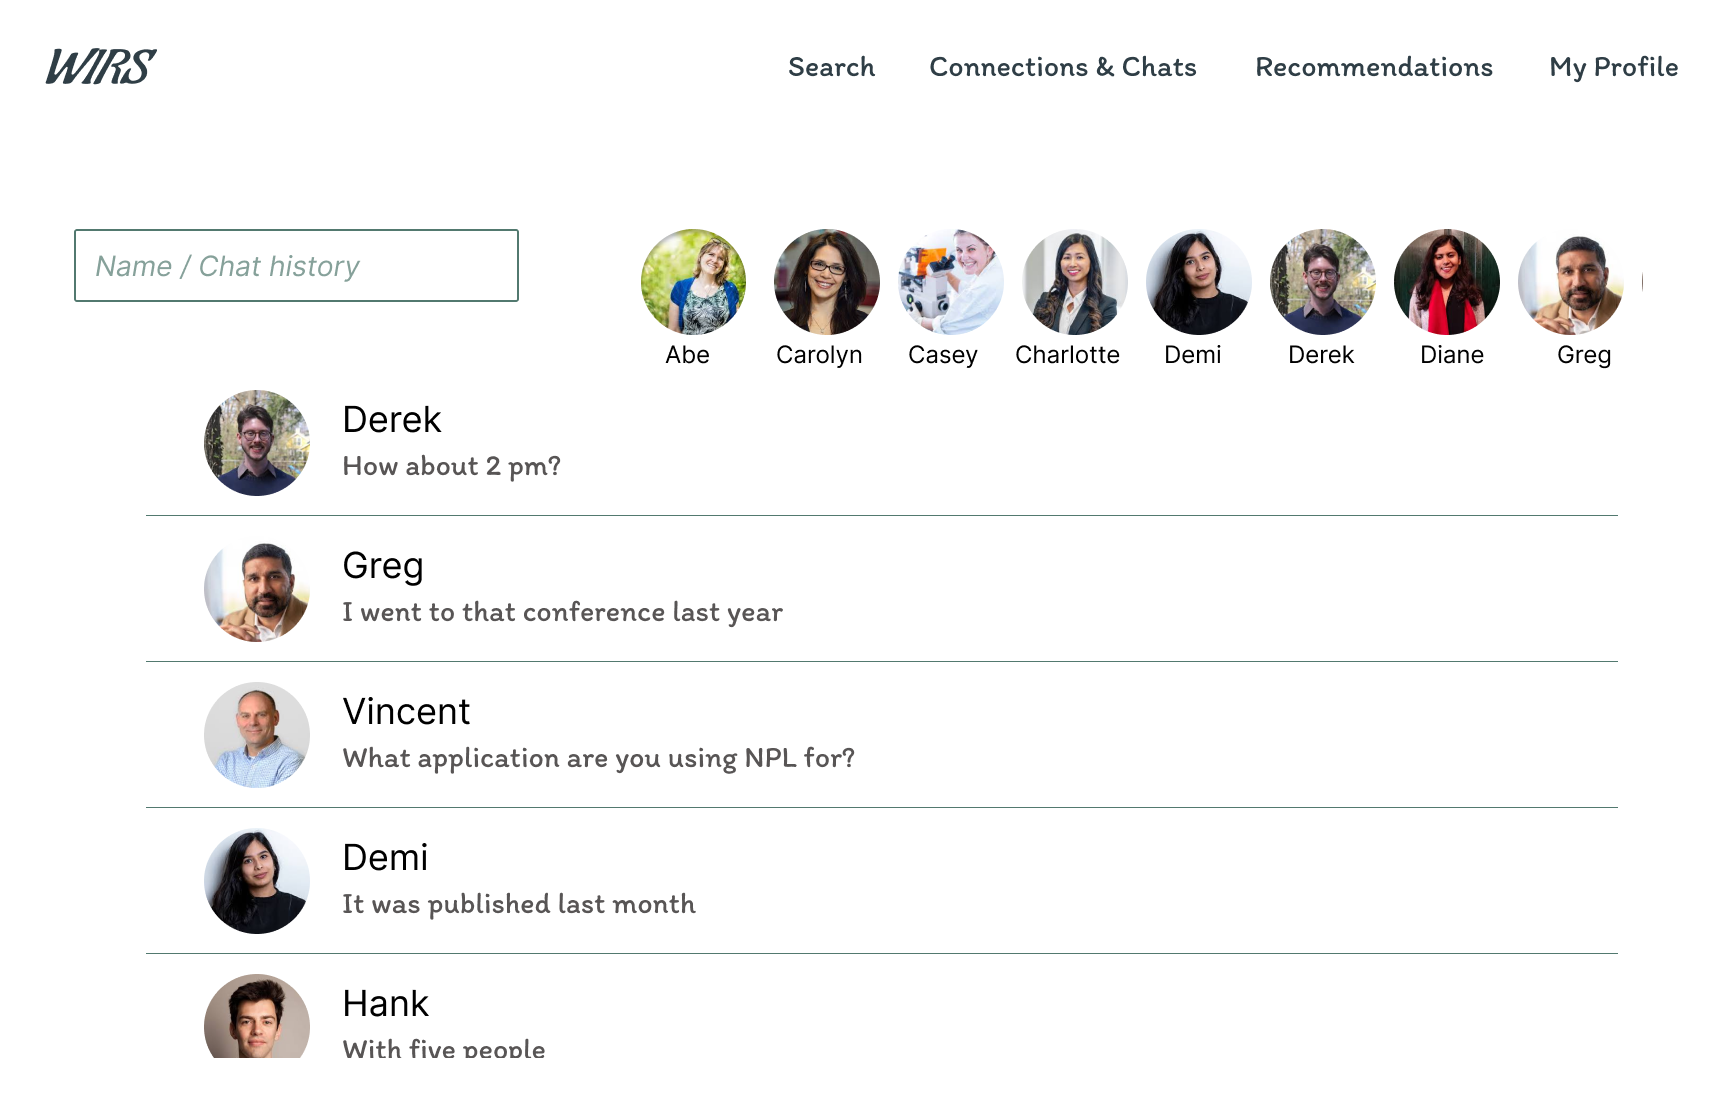 WIRS
Search Connections & Chats Recommendations My Profile
Name / Chat history
Abe Carolyn Casey Charlotte Demi Derek Diane Greg
Derek
How about 2 pm?
Greg
I went to that conference last year
Vincent
What application are you using NPL for?
Demi
It was published last month
Hank
With five people